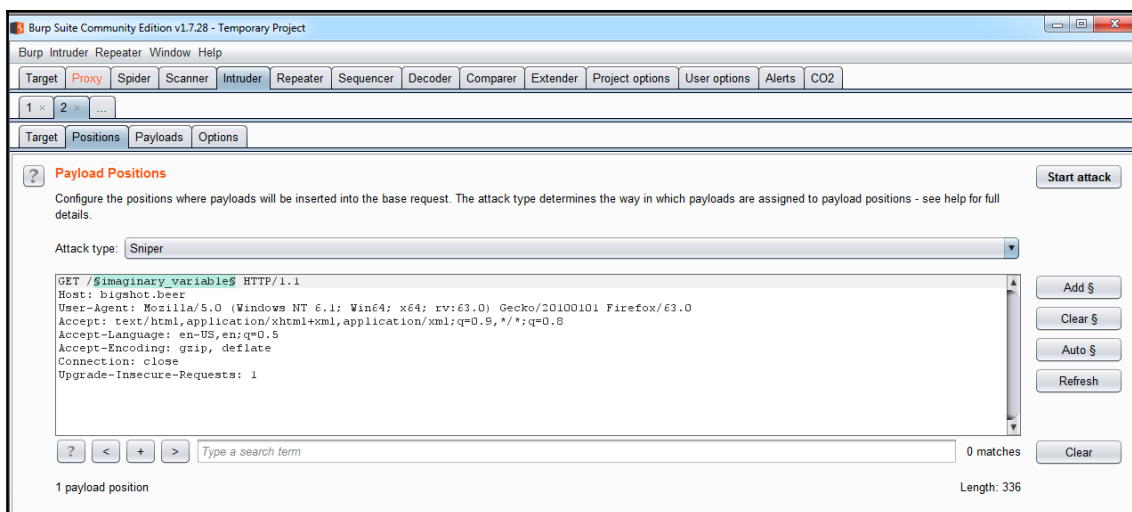 Burp Suite Community Edition v1.7.28 - Temporary Project
Burp Intruder Repeater Window Help
Target Proxy Spider Scanner Intruder Repeater Sequencer Decoder Comparer Extender Project options User options Alerts CO2
1 × 2 × ...
Target Positions Payloads Options
? Payload Positions Start attack
Configure the positions where payloads will be inserted into the base request. The attack type determines the way in which payloads are assigned to payload positions - see help for full
details.
Attack type: Sniper
GET /§imaginary_variable§ HTTP/1.1
Host: bigshot.beer
User-Agent: Mozilla/5.0 (Windows NT 6.1; Win64; x64; rv:63.0) Gecko/20100101 Firefox/63.0
Accept: text/html,application/xhtml+xml,application/xml;q=0.9,*/*;q=0.8
Accept-Language: en-US,en;q=0.5
Accept-Encoding: gzip, deflate
Connection: close
Upgrade-Insecure-Requests: 1
Add §
Clear §
Auto §
Refresh
? < + > Type a search term 0 matches Clear
1 payload position Length: 336